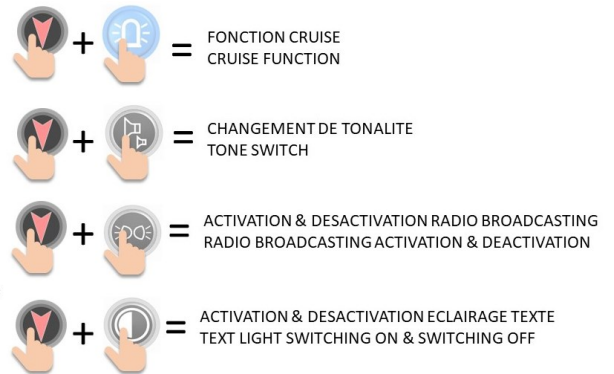 + = FONCTION CRUISE
CRUISE FUNCTION
+ = CHANGEMENT DE TONALITE
TONE SWITCH
+ = ACTIVATION & DESACTIVATION RADIO BROADCASTING
RADIO BROADCASTING ACTIVATION & DEACTIVATION
+ = ACTIVATION & DESACTIVATION ECLAIRAGE TEXTE
TEXT LIGHT SWITCHING ON & SWITCHING OFF